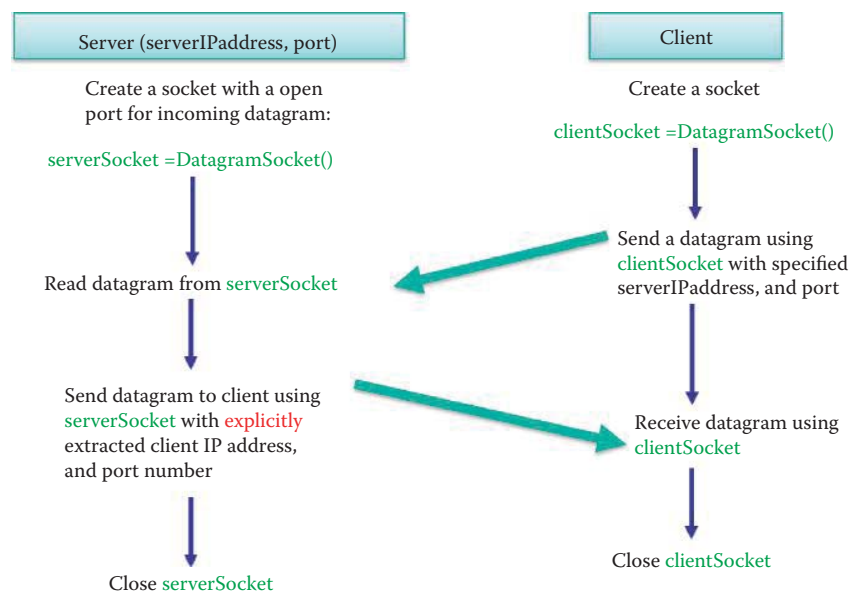 Server (serverIPaddress, port)
Create a socket with a open
port for incoming datagram:
serverSocket =DatagramSocket()
Read datagram from serverSocket
Send datagram to client using
serverSocket with explicitly
extracted client IP address,
and port number
Close serverSocket
Client
Create a socket
clientSocket =DatagramSocket()
Send a datagram using
clientSocket with specified
serverIPaddress, and port
Receive datagram using
clientSocket
Close clientSocket